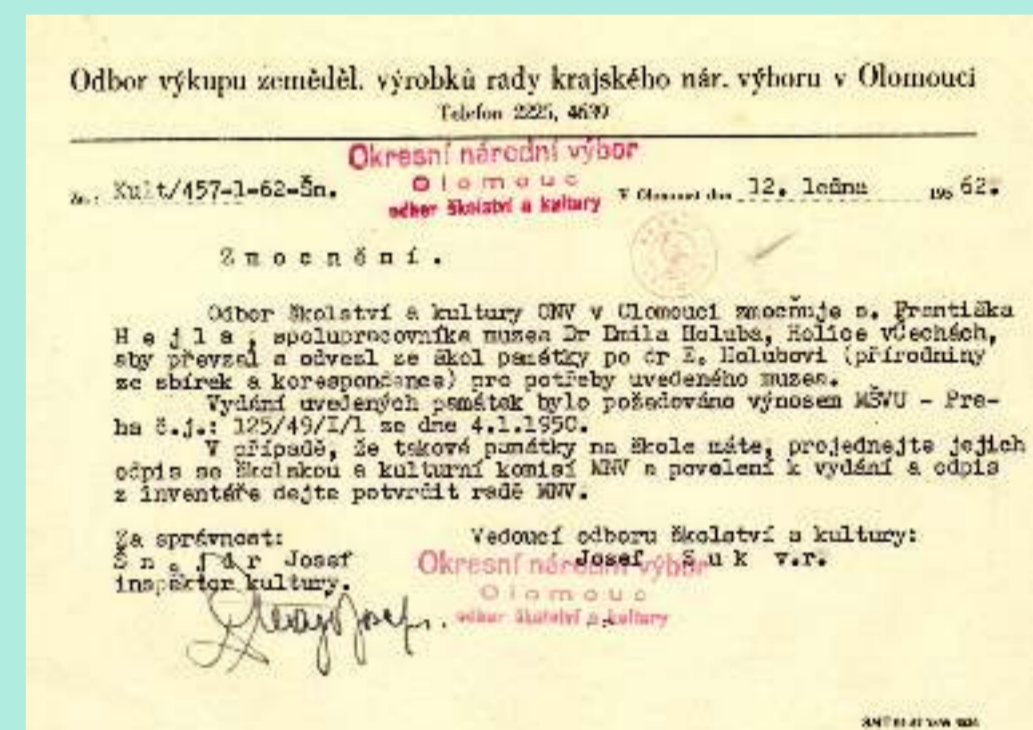 Odbor výkupu zeměděl. výrobků rady krajského nár. výboru v Olomouci
Telefon 2225, 4639
Okresní národní výbor
Olomouc
odbor školství a kultury
Zn.: Kult/457-1-62-Šn.
V Olomouci dne 12. ledna 195 62.
Z m o c n ě n í .
Odbor školství a kultury ONV v Olomouci zmocňuje s. Františka
H e j l a , spolupracovníka muzea Dr Emila Holuba, Holice vČechách,
aby převzal a odvezl ze škol památky po dr E. Holubovi (přírodniny
ze sbírek a korespondence) pro potřeby uvedeného muzea.
Vydání uvedených památek bylo požadováno výnosem MŠVU - Pra-
ha č.j.: 125/49/I/1 ze dne 4.1.1950.
V případě, že takové památky na škole máte, projednejte jejich
odpis se školskou a kulturní komisí MNV a povolení k vydání a odpis
z inventáře dejte potvrdit radě MNV.
Za správnost:
Josef
inspektor kultury.
Vedoucí odboru školství a kultury:
Josef S u k v.r.
Okresní národní výbor
Olomouc
odbor školství a kultury